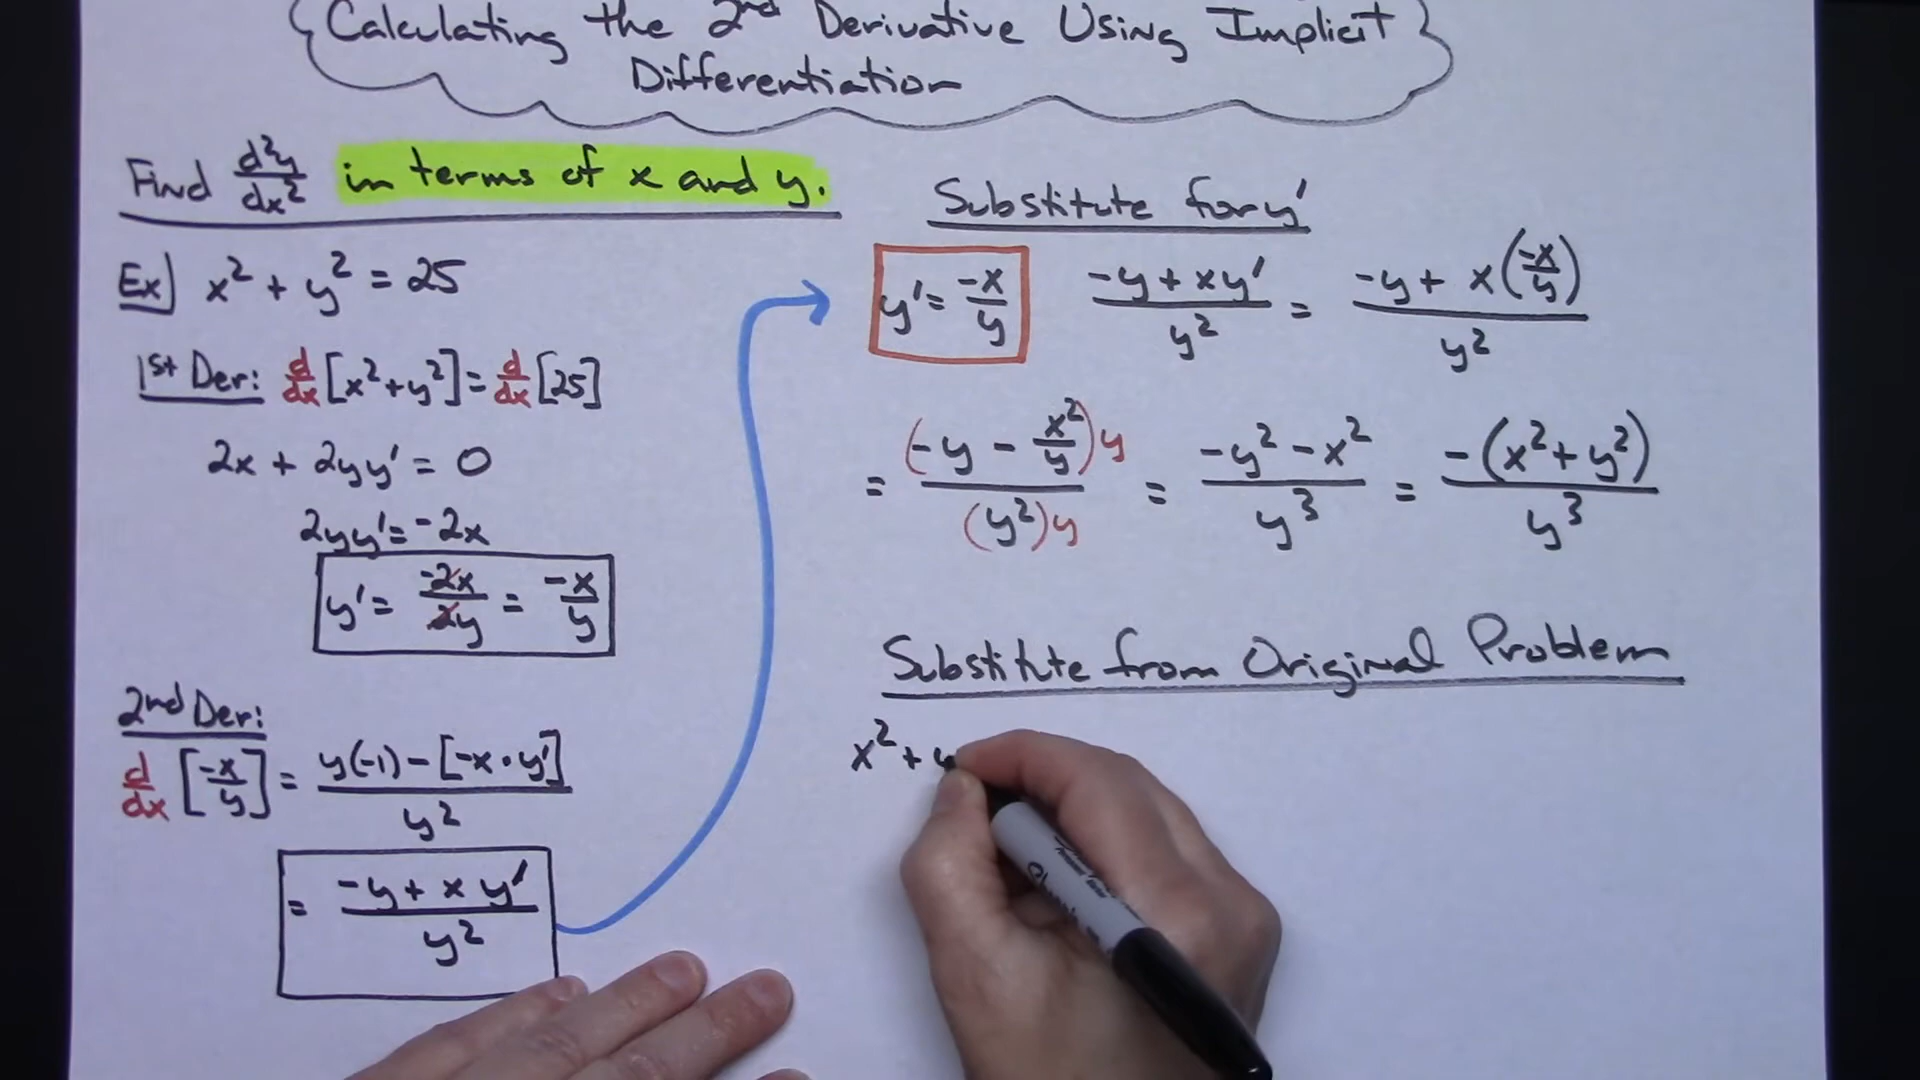 Calculating the 2nd Derivative Using Implicit
Differentiation
Find d²y/dx² in terms of x and y.
Ex] x² + y² = 25
1st Der: d/dx [x² + y²] = d/dx [25]
2x + 2yy' = 0
2yy' = -2x
y' = -2x/2y = -x/y
2nd Der:
d/dx [-x/y] = y(-1) - [-x · y']/y²
= -y + x y'/y²
Substitute for y'
y' = -x/y -y + xy'/y² = -y + x(-x/y)/y²
= (-y - x²/y)y/(y²)y = -y² - x²/y³ = -(x² + y²)/y³
Substitute from Original Problem
x² + y